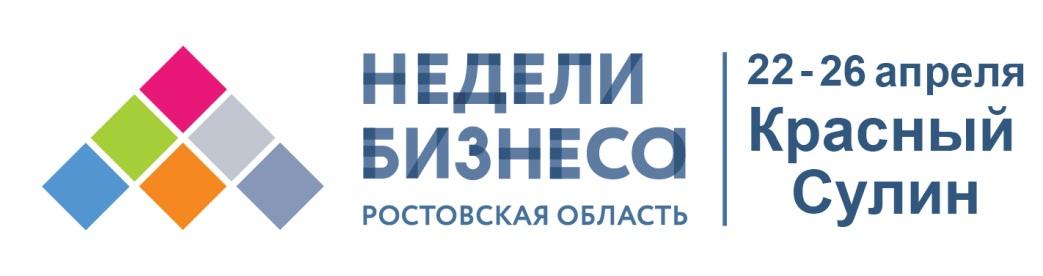 НЕДЕЛИ
БИЗНЕСА
РОСТОВСКАЯ ОБЛАСТЬ
22 - 26 апреля
Красный
Сулин